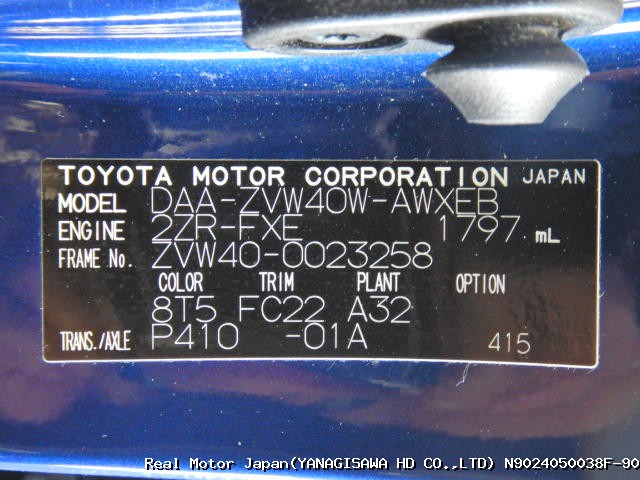 TOYOTA MOTOR CORPORATION JAPAN
MODEL DAA-ZVW40W-AWXEB
ENGINE 2ZR-FXE 1797 mL
FRAME No. ZVW40-0023258
COLOR TRIM PLANT OPTION
8T5 FC22 A32
TRANS./AXLE P410 -01A 415
Real Motor Japan(YANAGISAWA HD CO.,LTD) N9024050038F-90